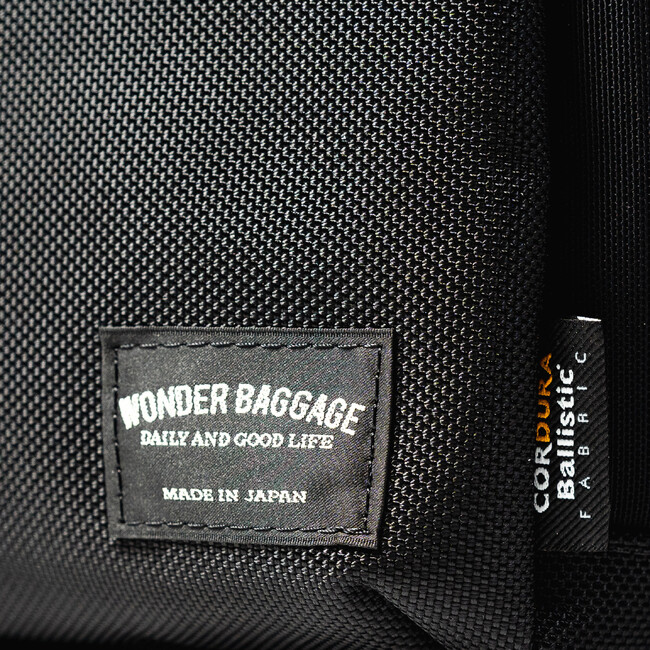 WONDER BAGGAGE
DAILY AND GOOD LIFE
MADE IN JAPAN
CORDURA
Ballistic
FABRIC